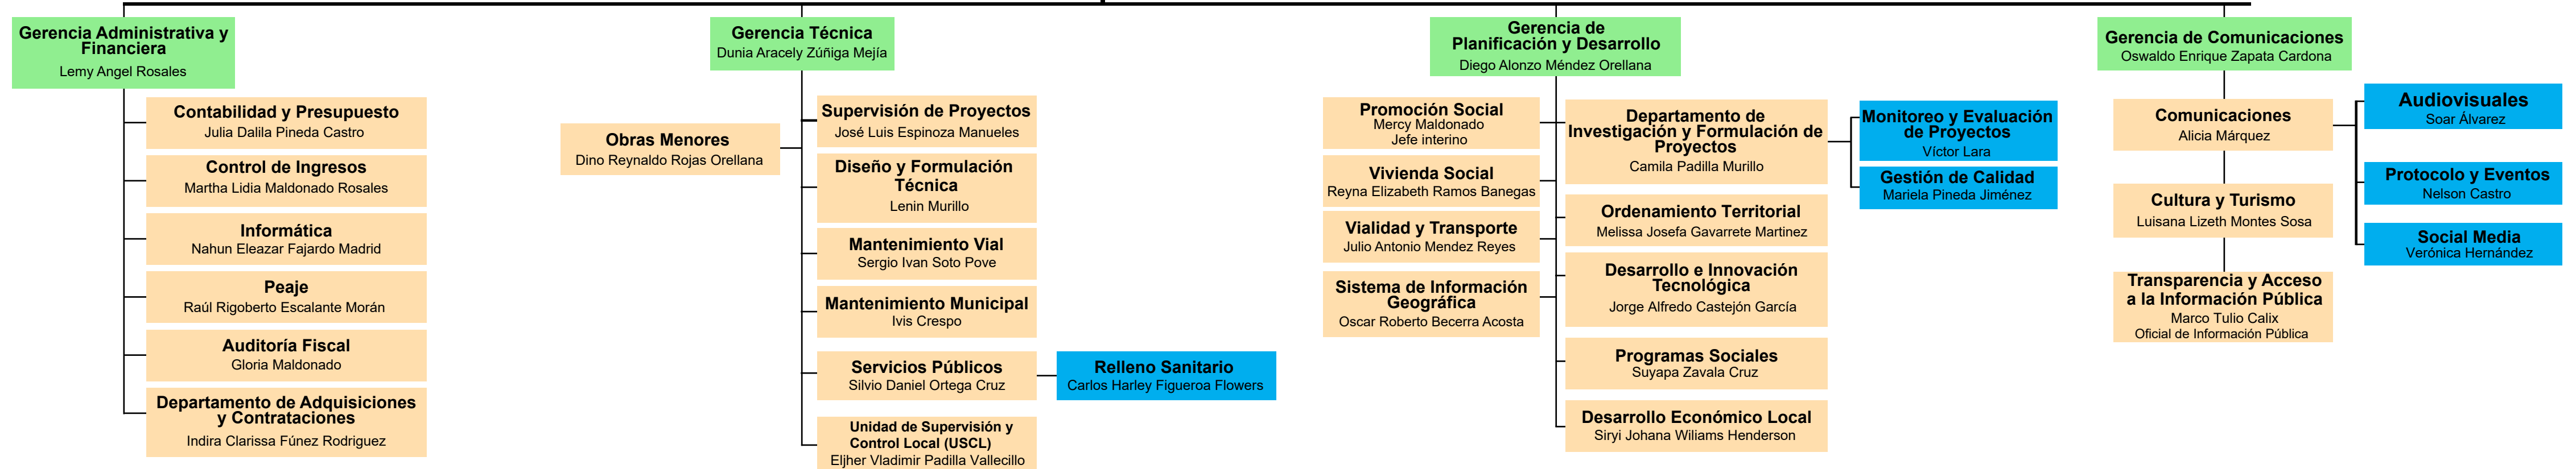 Gerencia Administrativa y
Financiera
Lemy Angel Rosales
Contabilidad y Presupuesto
Julia Dalila Pineda Castro
Control de Ingresos
Martha Lidia Maldonado Rosales
Informática
Nahun Eleazar Fajardo Madrid
Peaje
Raúl Rigoberto Escalante Morán
Auditoría Fiscal
Gloria Maldonado
Departamento de Adquisiciones
y Contrataciones
Indira Clarissa Fúnez Rodriguez
Gerencia Técnica
Dunia Aracely Zúñiga Mejía
Obras Menores
Dino Reynaldo Rojas Orellana
Supervisión de Proyectos
José Luis Espinoza Manueles
Diseño y Formulación
Técnica
Lenin Murillo
Mantenimiento Vial
Sergio Ivan Soto Pove
Mantenimiento Municipal
Ivis Crespo
Servicios Públicos
Silvio Daniel Ortega Cruz
Relleno Sanitario
Carlos Harley Figueroa Flowers
Unidad de Supervisión y
Control Local (USCL)
Eljher Vladimir Padilla Vallecillo
Gerencia de
Planificación y Desarrollo
Diego Alonzo Méndez Orellana
Promoción Social
Mercy Maldonado
Jefe interino
Vivienda Social
Reyna Elizabeth Ramos Banegas
Vialidad y Transporte
Julio Antonio Mendez Reyes
Sistema de Información
Geográfica
Oscar Roberto Becerra Acosta
Departamento de
Investigación y Formulación de
Proyectos
Camila Padilla Murillo
Monitoreo y Evaluación
de Proyectos
Víctor Lara
Gestión de Calidad
Mariela Pineda Jiménez
Ordenamiento Territorial
Melissa Josefa Gavarrete Martinez
Desarrollo e Innovación
Tecnológica
Jorge Alfredo Castejón García
Programas Sociales
Suyapa Zavala Cruz
Desarrollo Económico Local
Siryi Johana Wiliams Henderson
Gerencia de Comunicaciones
Oswaldo Enrique Zapata Cardona
Comunicaciones
Alicia Márquez
Audiovisuales
Soar Álvarez
Protocolo y Eventos
Nelson Castro
Social Media
Verónica Hernández
Cultura y Turismo
Luisana Lizeth Montes Sosa
Transparencia y Acceso
a la Información Pública
Marco Tulio Calix
Oficial de Información Pública